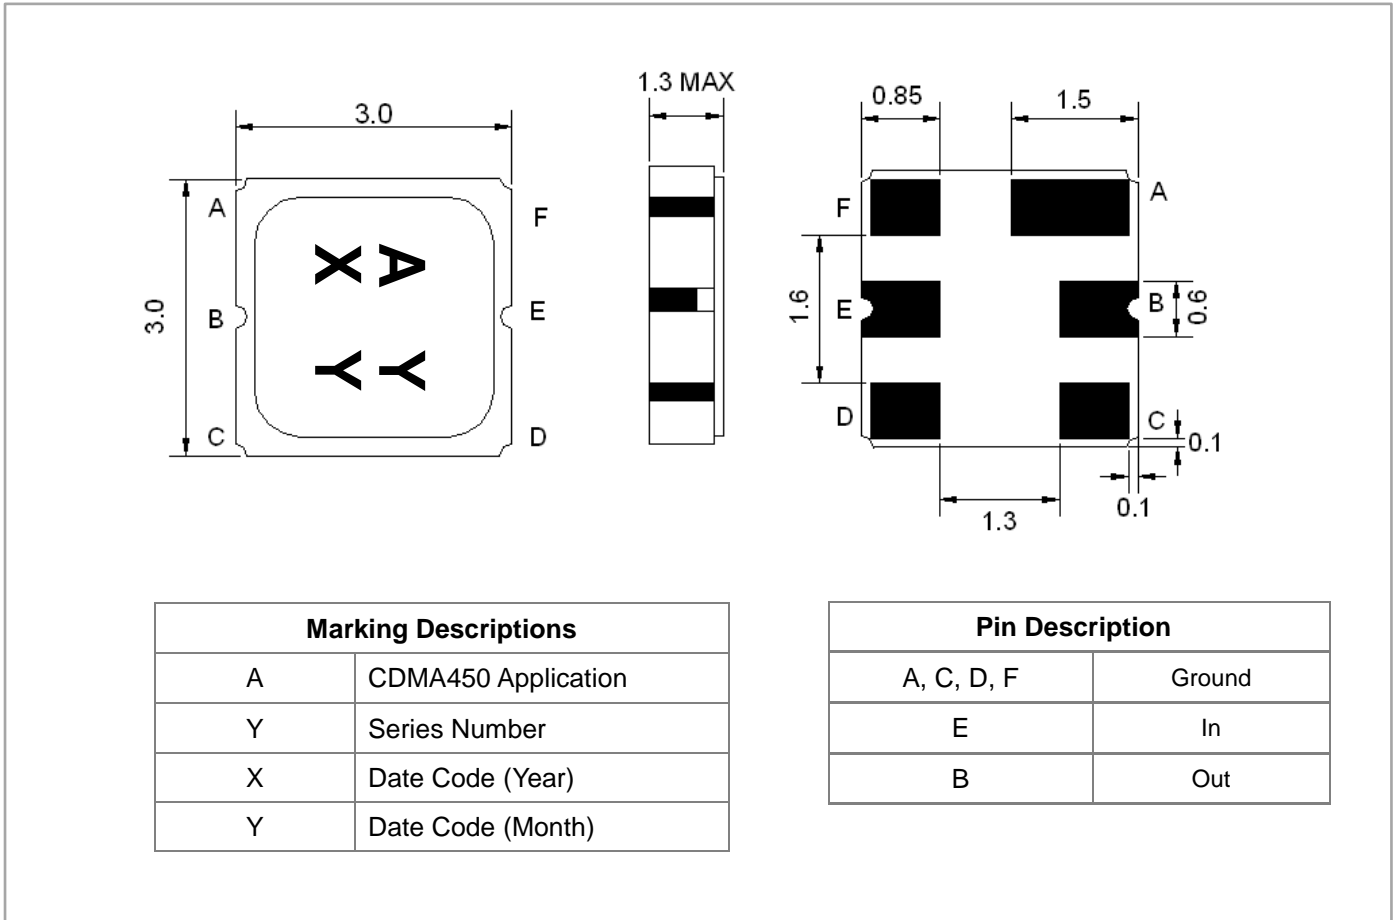 3.0
3.0
A
B
C
F
E
D
A Y
X Y
1.3 MAX
0.85
1.5
F
E
D
A
B
C
1.6
0.6
0.1
0.1
1.3
Marking Descriptions
A CDMA450 Application
Y Series Number
X Date Code (Year)
Y Date Code (Month)
Pin Description
A, C, D, F Ground
E In
B Out